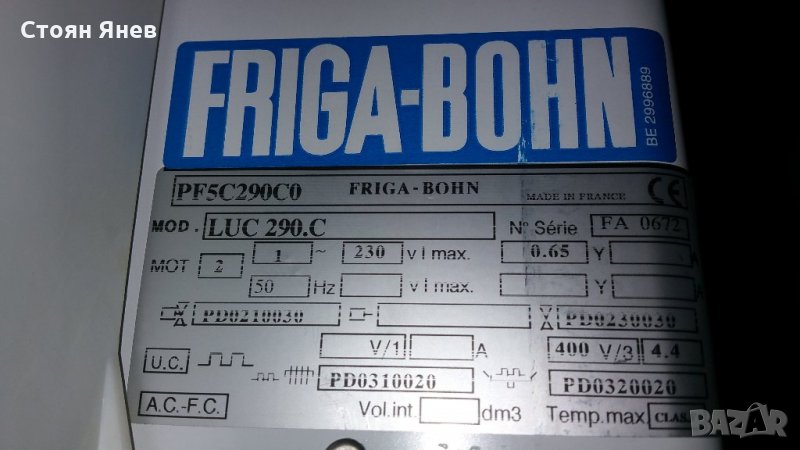 Стоян Янев
FRIGA-BOHN
BE 2996889
PF5C290C0 FRIGA-BOHN MADE IN FRANCE CE
MOD. LUC 290.C N° Série FA 0672
MOT 2 1 ~ 230 v I max. 0.65 Y A
50 Hz v I max. Y A
PD0210030 PD0230030
V/1 A 400 V/3 4.4
U.C. PD0310020 PD0320020
A.C.-F.C. Vol.int. dm3 Temp.max CLAS
BAZAR